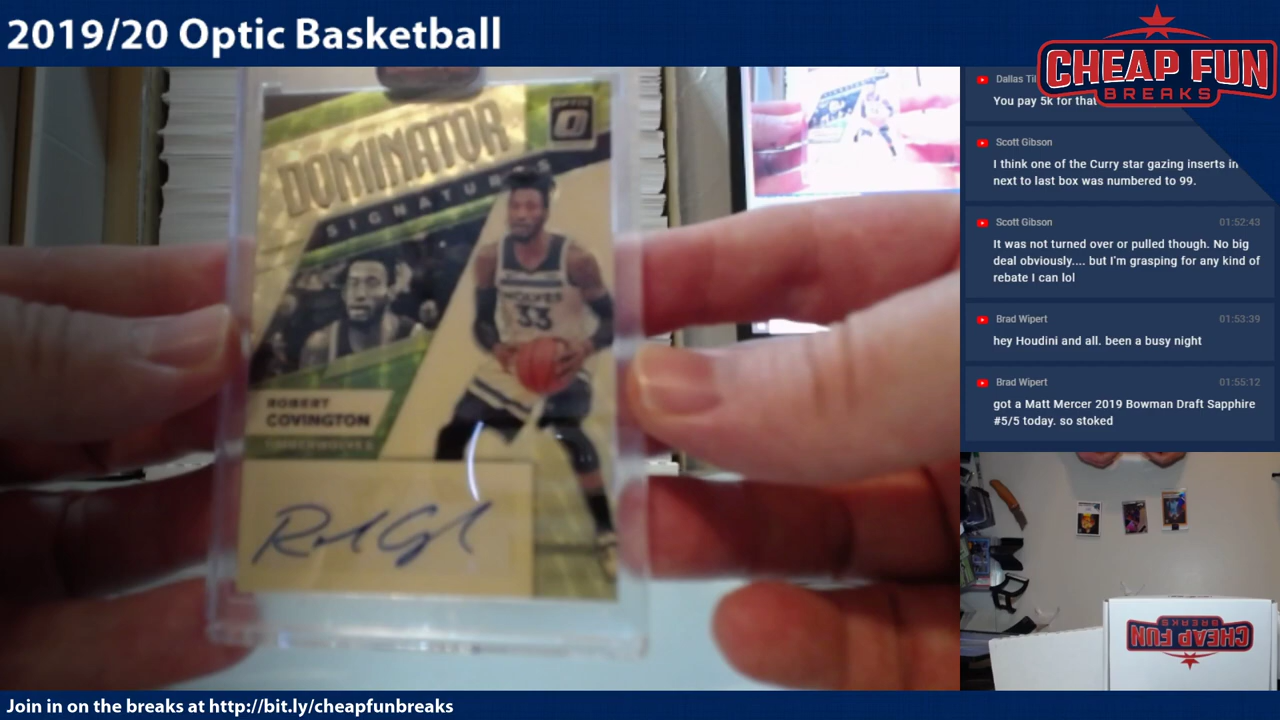 2019/20 Optic Basketball
CHEAP FUN
BREAKS
OPTIC
DOMINATOR
SIGNATURES
WOLVES
33
ROBERT
COVINGTON
TIMBERWOLVES
Dallas Til
You pay 5k for that
Scott Gibson
I think one of the Curry star gazing inserts in
next to last box was numbered to 99.
Scott Gibson 01:52:43
It was not turned over or pulled though. No big
deal obviously.... but I'm grasping for any kind of
rebate I can lol
Brad Wipert 01:53:39
hey Houdini and all. been a busy night
Brad Wipert 01:55:12
got a Matt Mercer 2019 Bowman Draft Sapphire
#5/5 today. so stoked
CHEAP FUN
BREAKS
Join in on the breaks at http://bit.ly/cheapfunbreaks